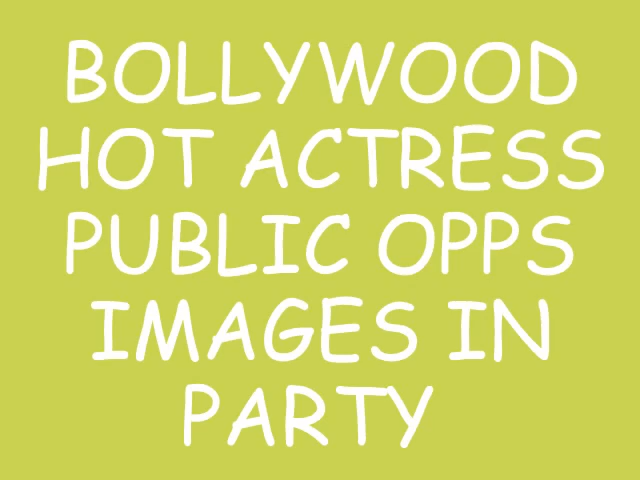 BOLLYWOOD
HOT ACTRESS
PUBLIC OPPS
IMAGES IN
PARTY